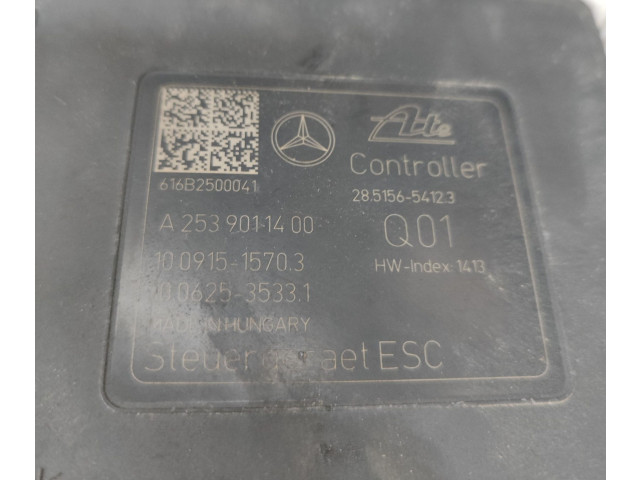 Ate
Controller
616B2500041
28.5156-5412.3
A 253 901 14 00
Q01
10.0915-1570.3
HW-Index: 1413
0.0625-3533.1
MADE IN HUNGARY
ESC